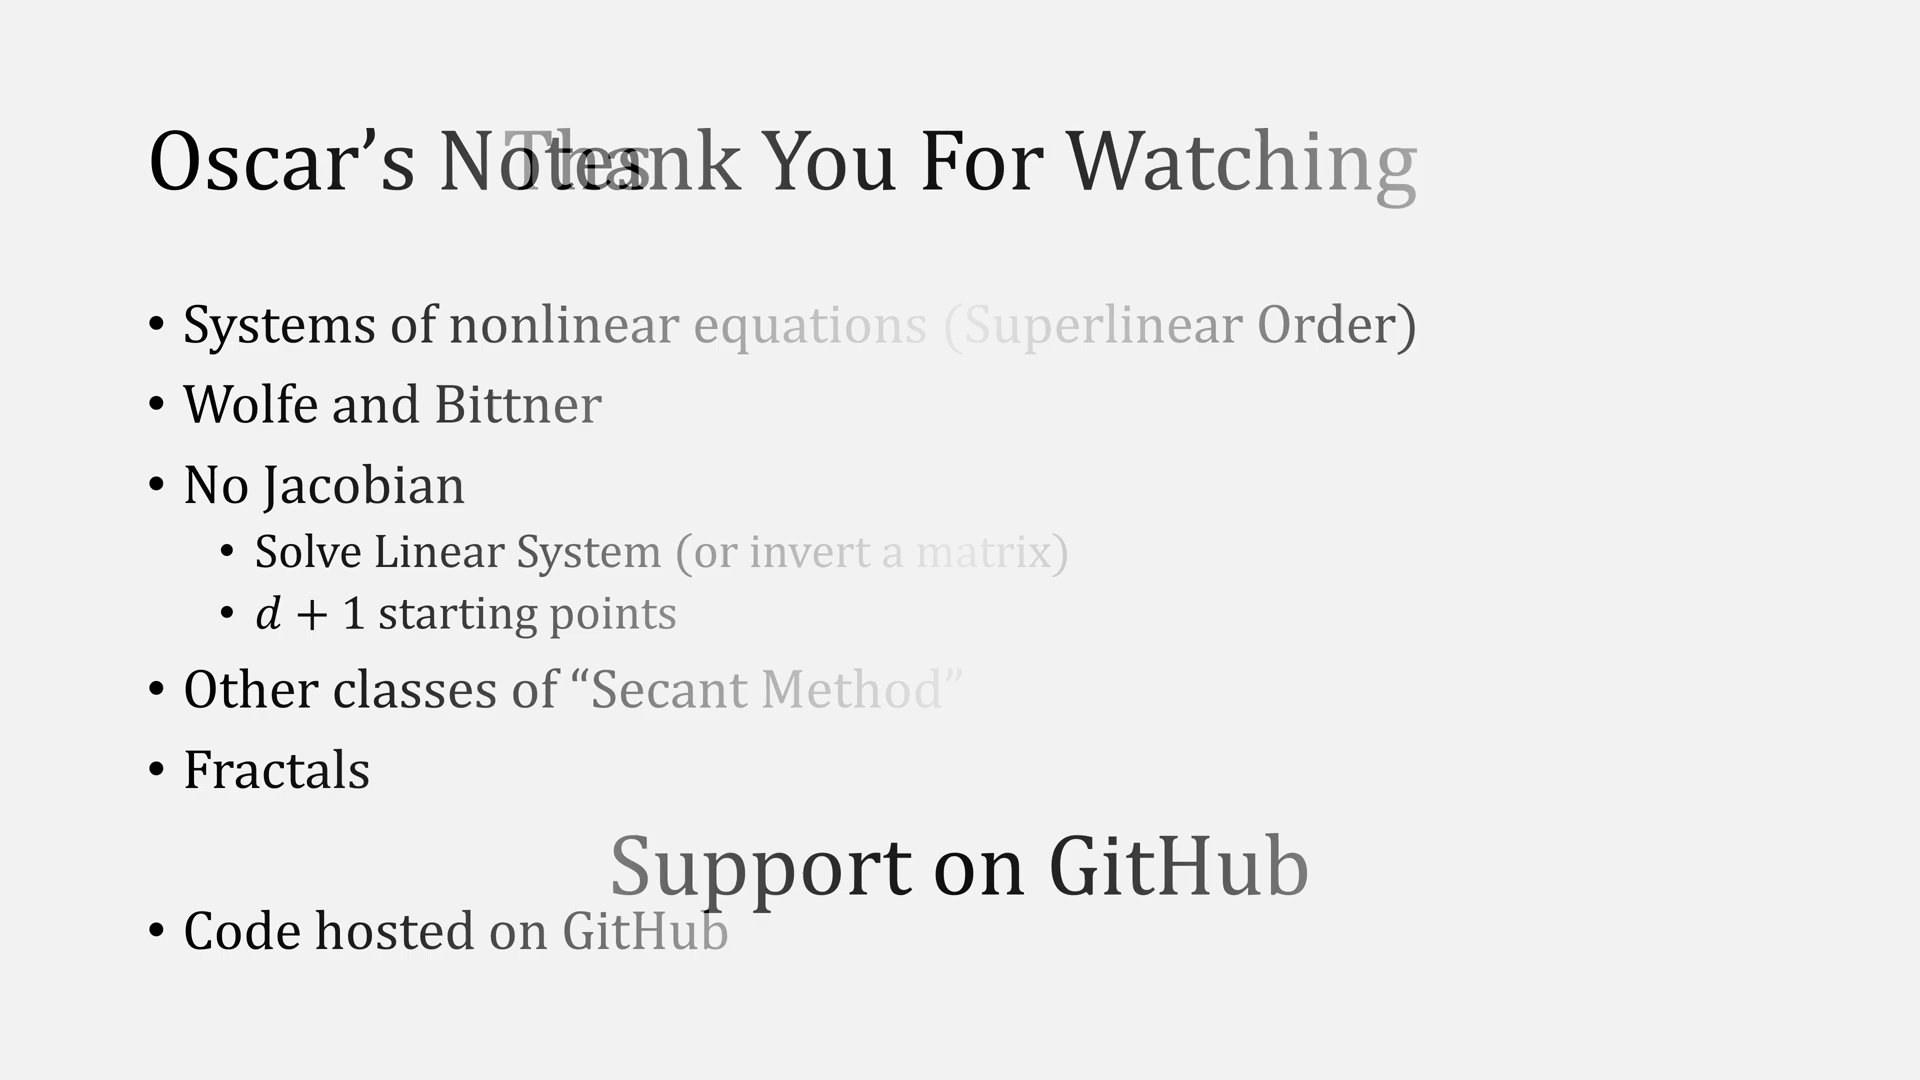 Oscar’s Notes
Thank You For Watching
• Systems of nonlinear equations (Superlinear Order)
• Wolfe and Bittner
• No Jacobian
• Solve Linear System (or invert a matrix)
• d + 1 starting points
• Other classes of “Secant Method”
• Fractals
Support on GitHub
• Code hosted on GitHub